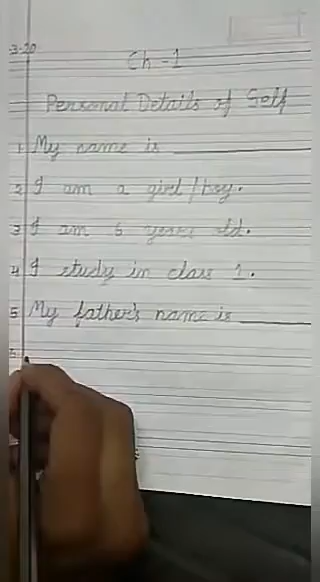 3-20
Ch - 1
Personal Details of Self
1 My name is ________
2 I am a girl / boy.
3 I am 6 years old.
4 I study in class 1.
5 My father's name is ________
6.